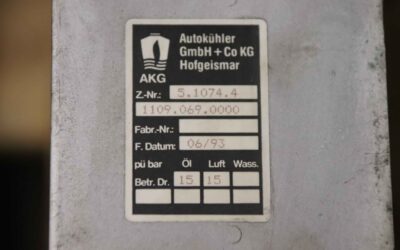 Autokühler
GmbH + Co KG
Hofgeismar
AKG
Z.-Nr.: 5.1074.4
1109.069.0000
Fabr.-Nr.:
F. Datum: 06/93
pü bar Öl Luft Wass.
Betr. Dr. 15 15